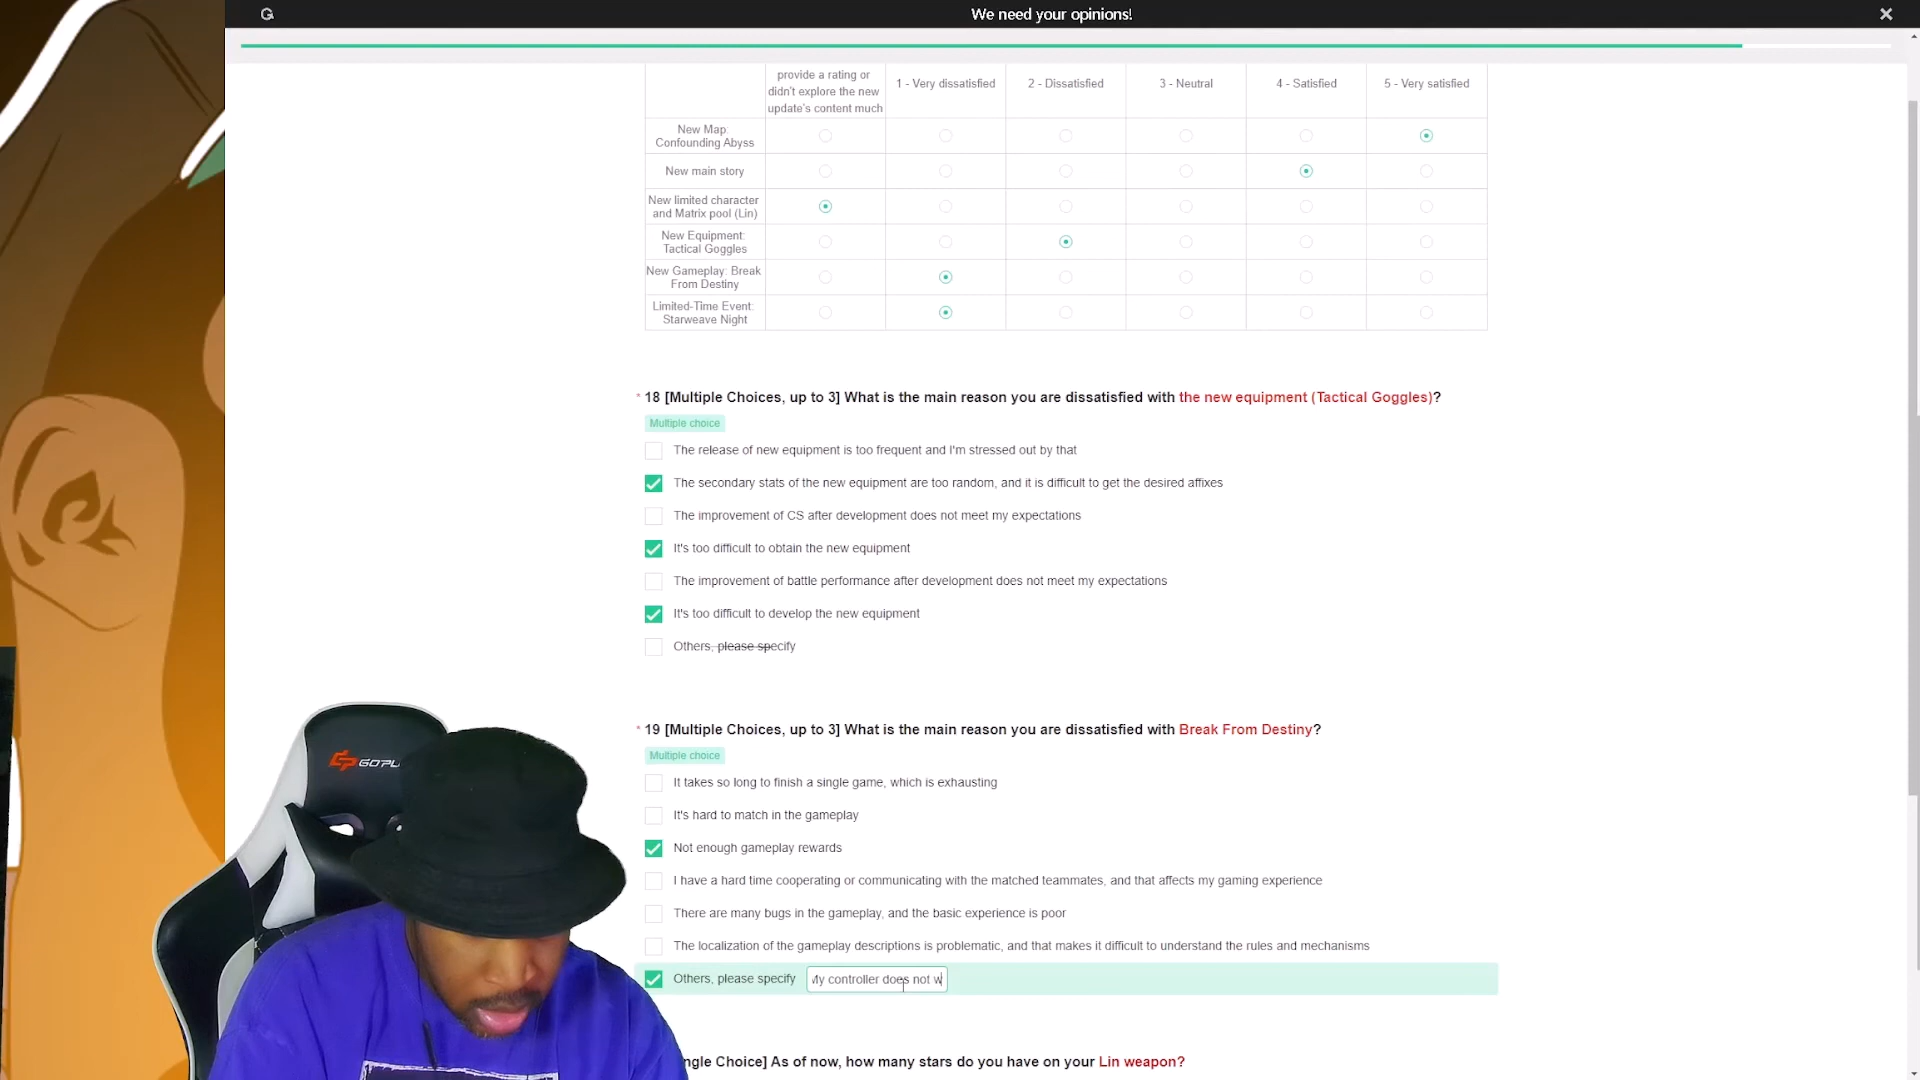 We need your opinions!
provide a rating or
didn't explore the new
update's content much
1 - Very dissatisfied
2 - Dissatisfied
3 - Neutral
4 - Satisfied
5 - Very satisfied
New Map:
Confounding Abyss
New main story
New limited character
and Matrix pool (Lin)
New Equipment:
Tactical Goggles
New Gameplay: Break
From Destiny
Limited-Time Event:
Starweave Night
* 18 [Multiple Choices, up to 3] What is the main reason you are dissatisfied with the new equipment (Tactical Goggles)?
Multiple choice
The release of new equipment is too frequent and I'm stressed out by that
The secondary stats of the new equipment are too random, and it is difficult to get the desired affixes
The improvement of CS after development does not meet my expectations
It's too difficult to obtain the new equipment
The improvement of battle performance after development does not meet my expectations
It's too difficult to develop the new equipment
Others, please specify
* 19 [Multiple Choices, up to 3] What is the main reason you are dissatisfied with Break From Destiny?
Multiple choice
It takes so long to finish a single game, which is exhausting
It's hard to match in the gameplay
Not enough gameplay rewards
I have a hard time cooperating or communicating with the matched teammates, and that affects my gaming experience
There are many bugs in the gameplay, and the basic experience is poor
The localization of the gameplay descriptions is problematic, and that makes it difficult to understand the rules and mechanisms
Others, please specify My controller does not w
ngle Choice] As of now, how many stars do you have on your Lin weapon?